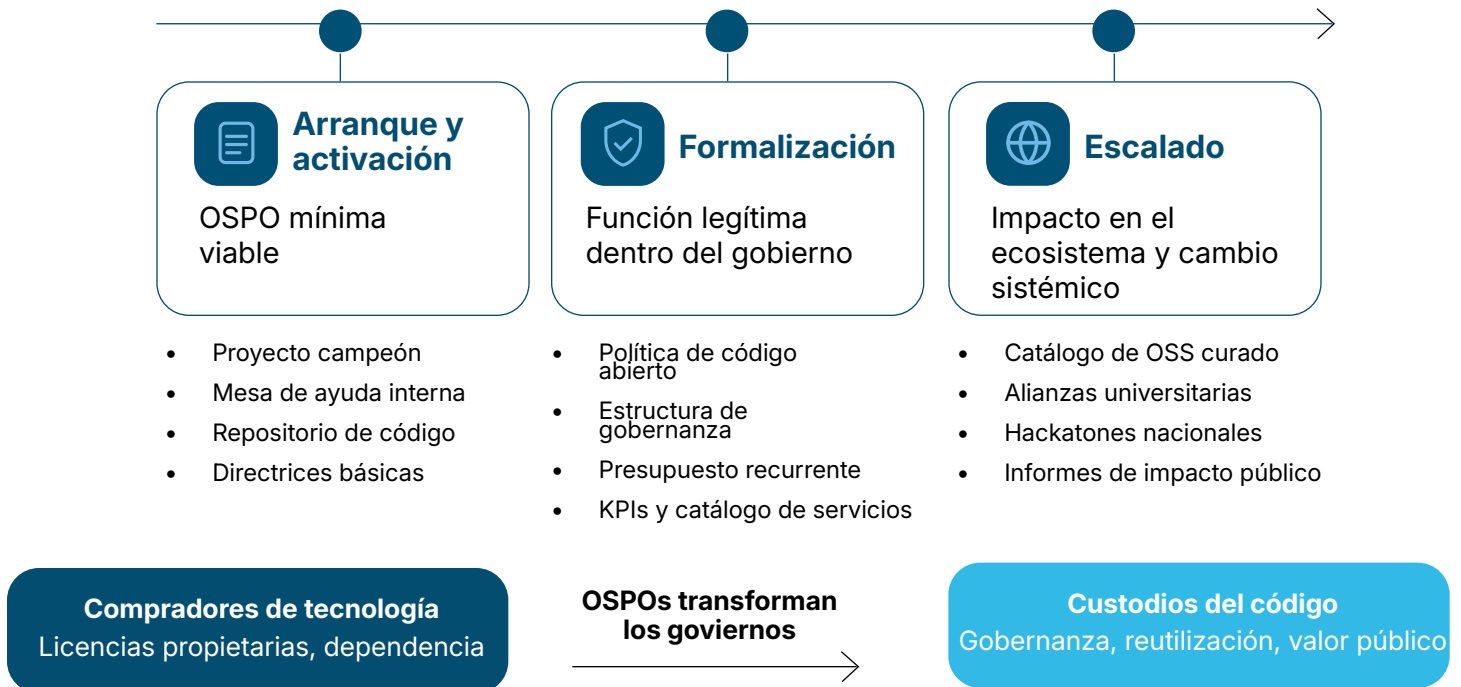 Arranque y
activación
OSPO mínima
viable
Formalización
Función legítima
dentro del gobierno
Escalado
Impacto en el
ecosistema y cambio
sistémico
• Proyecto campeón
• Mesa de ayuda interna
• Repositorio de código
• Directrices básicas
• Política de código
abierto
• Estructura de
gobernanza
• Presupuesto recurrente
• KPIs y catálogo de servicios
• Catálogo de OSS curado
• Alianzas universitarias
• Hackatones nacionales
• Informes de impacto público
Compradores de tecnología
Licencias propietarias, dependencia
OSPOs transforman
los goviernos
Custodios del código
Gobernanza, reutilización, valor público